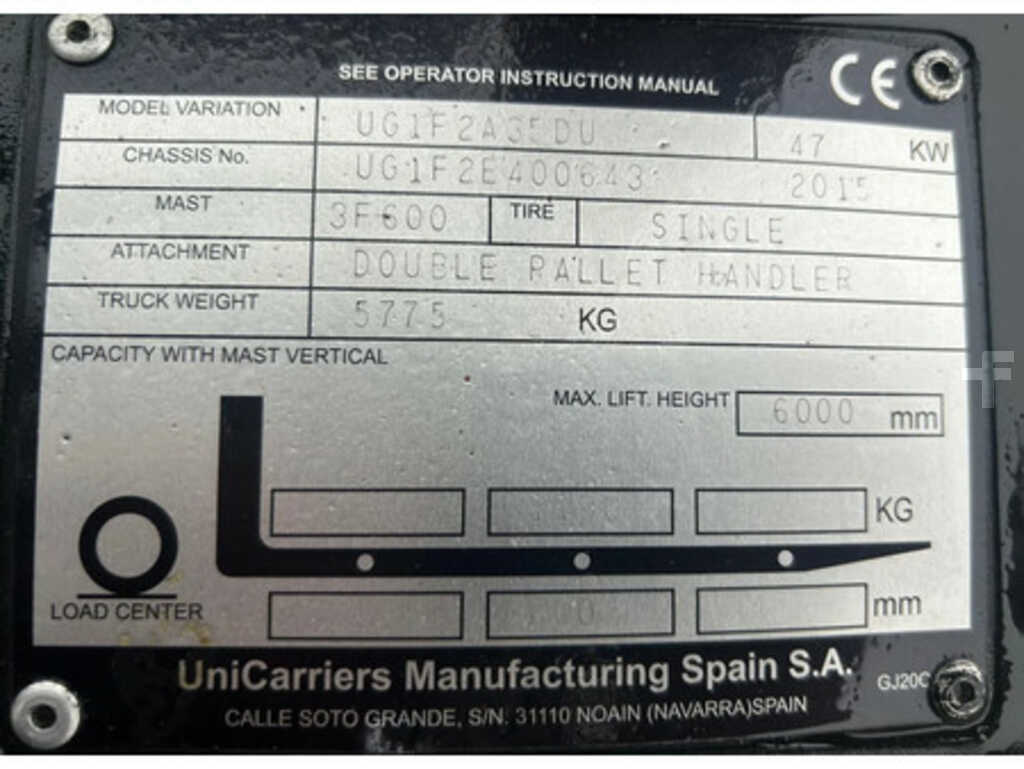 SEE OPERATOR INSTRUCTION MANUAL CE
MODEL VARIATION UG1F2A35DU 47 KW
CHASSIS No. UG1F2E400643 2015
MAST 3F600 TIRE SINGLE
ATTACHMENT DOUBLE PALLET HANDLER
TRUCK WEIGHT 5775 KG
CAPACITY WITH MAST VERTICAL
MAX. LIFT. HEIGHT 6000 mm
KG
LOAD CENTER mm
UniCarriers Manufacturing Spain S.A.
CALLE SOTO GRANDE, S/N. 31110 NOAIN (NAVARRA)SPAIN